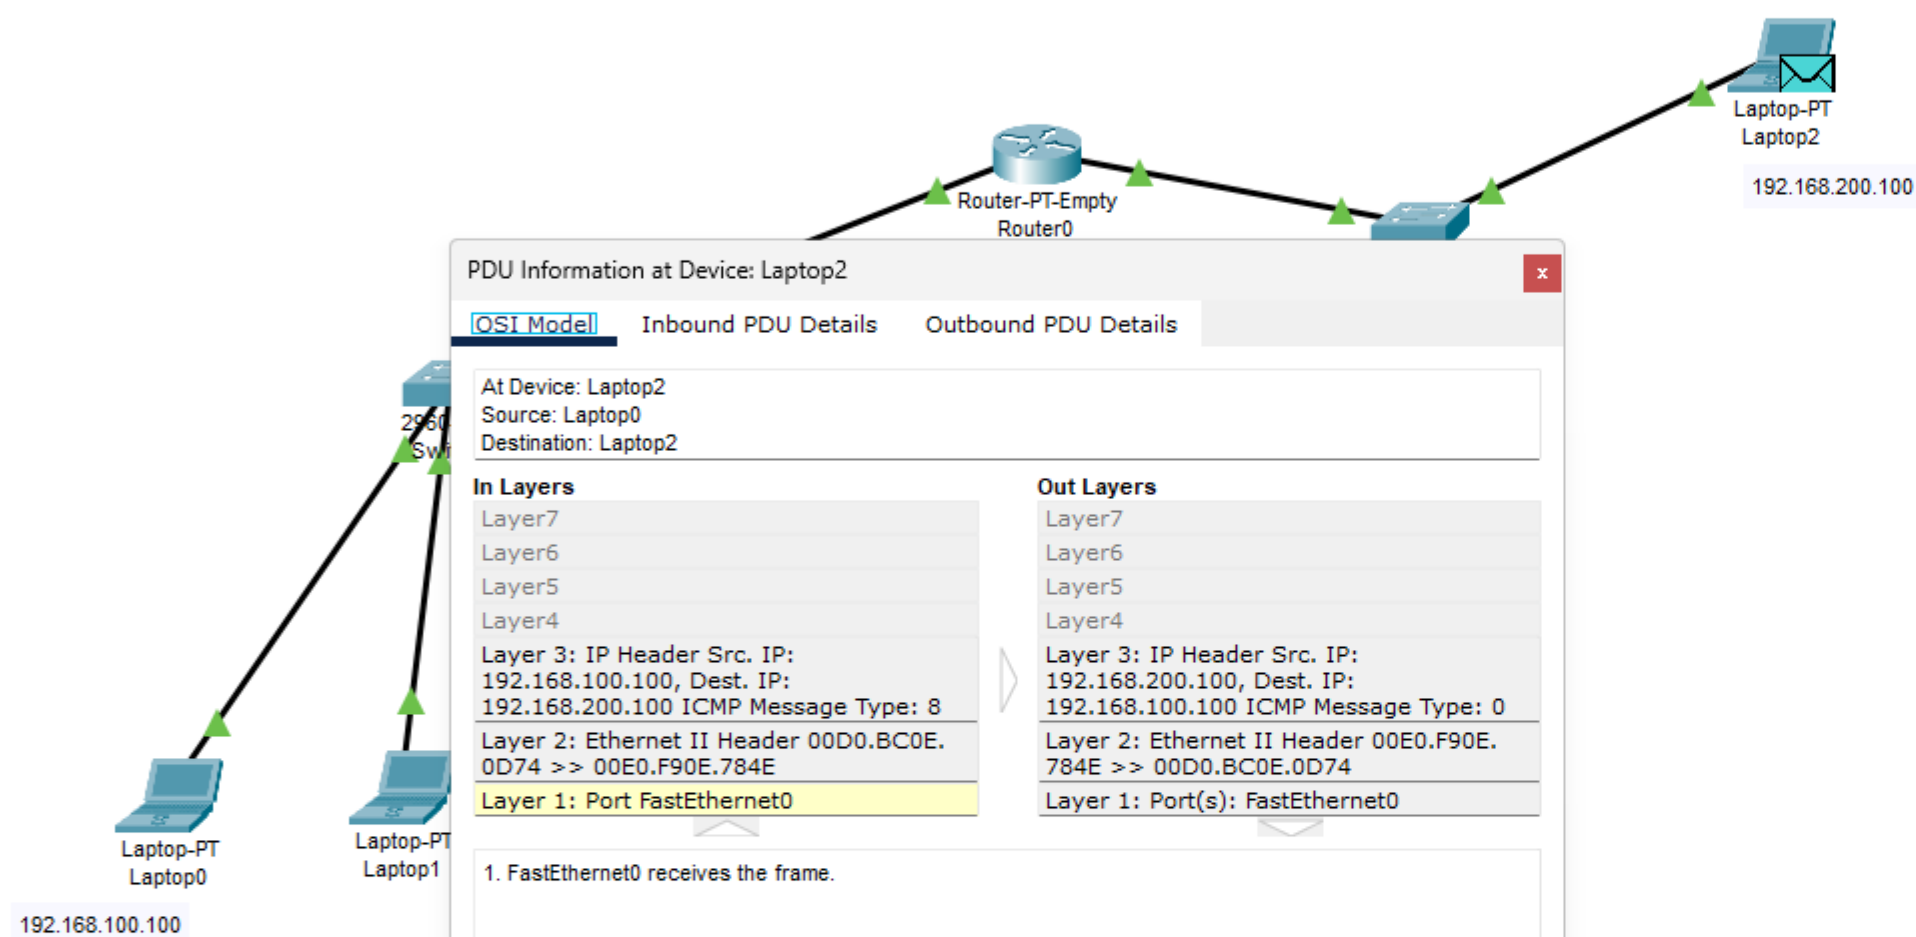 Laptop-PT
Laptop2
192.168.200.100
Router-PT-Empty
Router0
PDU Information at Device: Laptop2
x
OSI Model
Inbound PDU Details
Outbound PDU Details
At Device: Laptop2
Source: Laptop0
Destination: Laptop2
In Layers
Layer7
Layer6
Layer5
Layer4
Layer 3: IP Header Src. IP:
192.168.100.100, Dest. IP:
192.168.200.100 ICMP Message Type: 8
Layer 2: Ethernet II Header 00D0.BC0E.
0D74 >> 00E0.F90E.784E
Layer 1: Port FastEthernet0
Out Layers
Layer7
Layer6
Layer5
Layer4
Layer 3: IP Header Src. IP:
192.168.200.100, Dest. IP:
192.168.100.100 ICMP Message Type: 0
Layer 2: Ethernet II Header 00E0.F90E.
784E >> 00D0.BC0E.0D74
Layer 1: Port(s): FastEthernet0
1. FastEthernet0 receives the frame.
2960
Laptop-PT
Laptop0
192.168.100.100
Laptop-PT
Laptop1